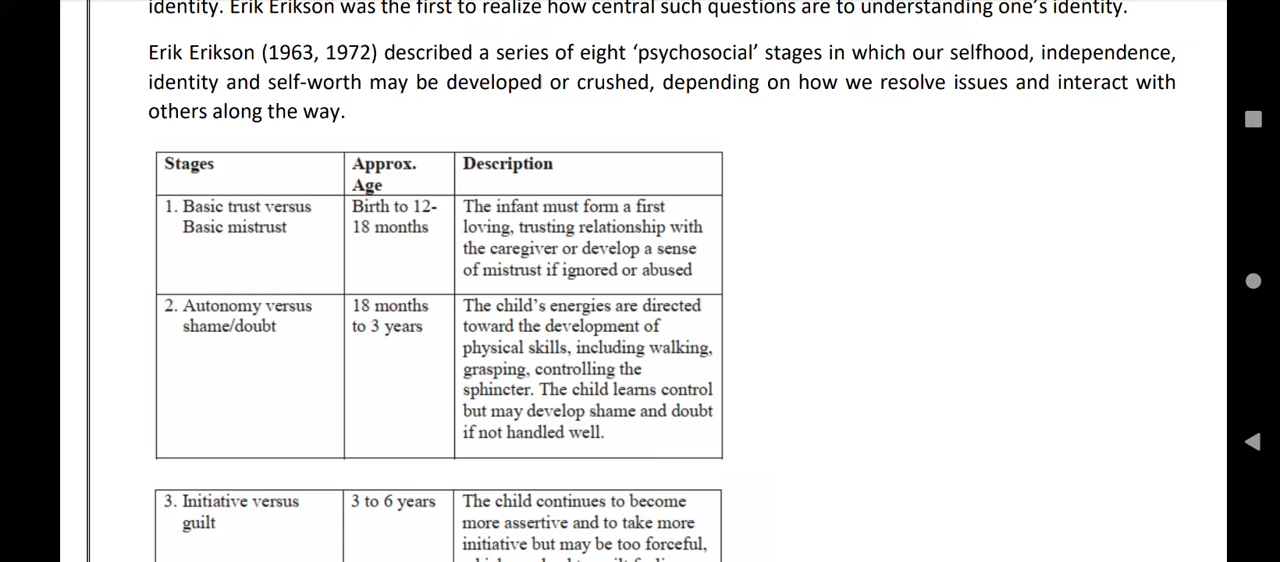 identity. Erik Erikson was the first to realize how central such questions are to understanding one's identity.
Erik Erikson (1963, 1972) described a series of eight ‘psychosocial’ stages in which our selfhood, independence,
identity and self-worth may be developed or crushed, depending on how we resolve issues and interact with
others along the way.
Stages
Approx.
Age
Description
1. Basic trust versus
Basic mistrust
Birth to 12-
18 months
The infant must form a first
loving, trusting relationship with
the caregiver or develop a sense
of mistrust if ignored or abused
2. Autonomy versus
shame/doubt
18 months
to 3 years
The child’s energies are directed
toward the development of
physical skills, including walking,
grasping, controlling the
sphincter. The child learns control
but may develop shame and doubt
if not handled well.
3. Initiative versus
guilt
3 to 6 years
The child continues to become
more assertive and to take more
initiative but may be too forceful,